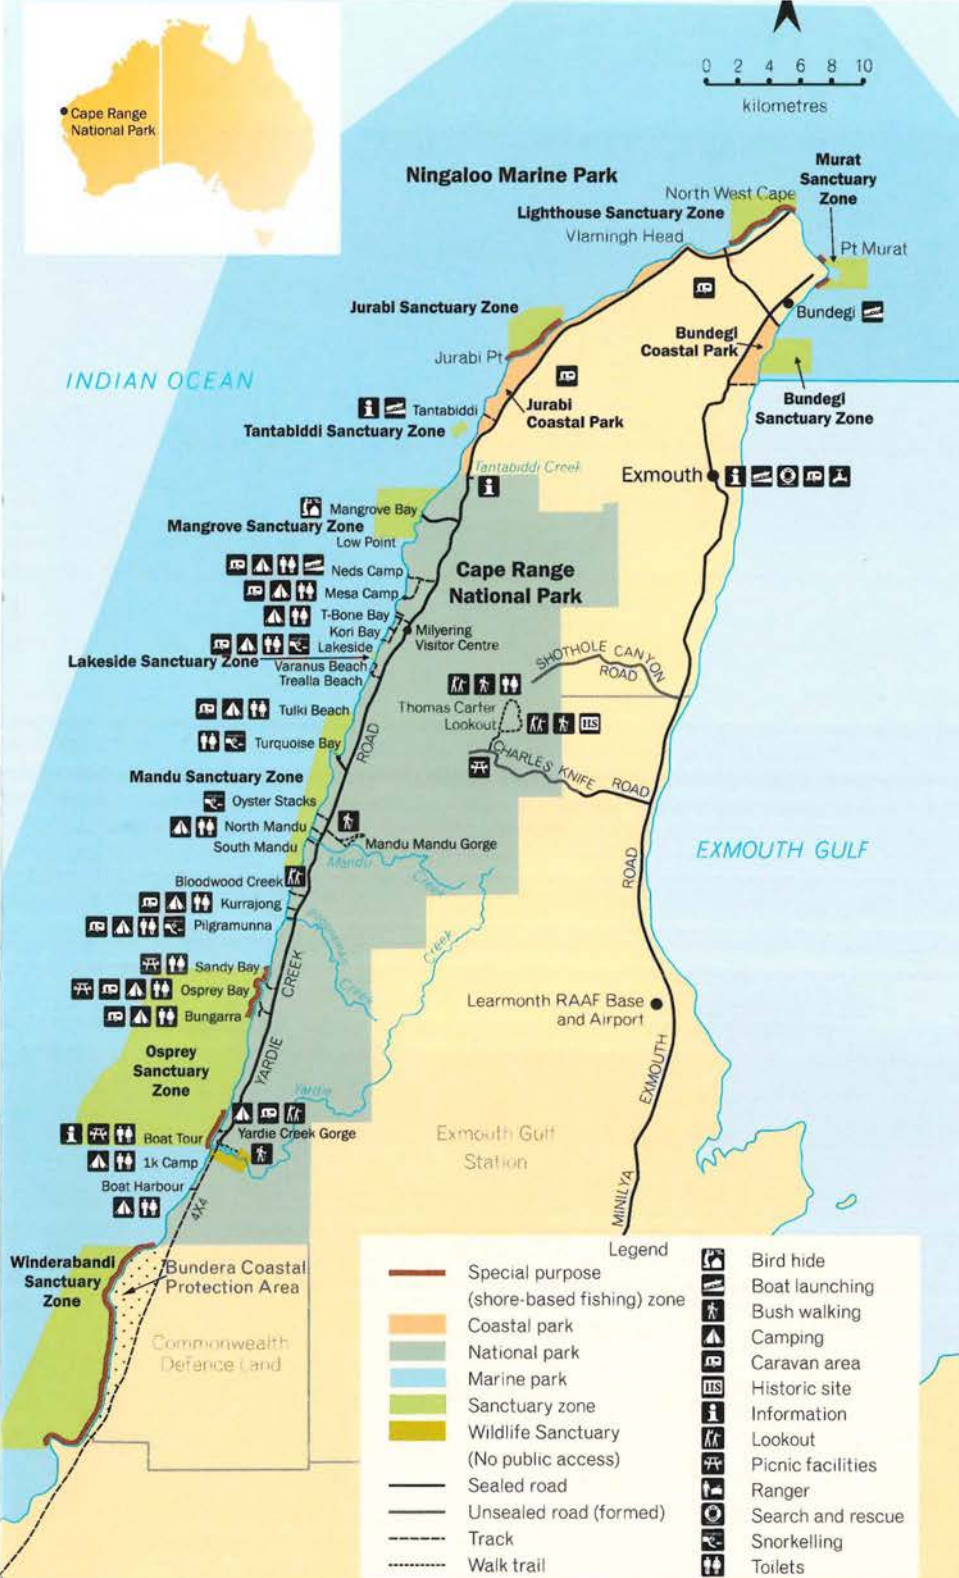 Cape Range
National Park
0 2 4 6 8 10
kilometres
Ningaloo Marine Park
Murat
Sanctuary
Zone
North West Cape
Lighthouse Sanctuary Zone
Vlamingh Head
Pt Murat
Jurabi Sanctuary Zone
Bundegi
Bundegi
Coastal Park
Jurabi Pt
INDIAN OCEAN
Bundegi
Sanctuary Zone
Jurabi
Coastal Park
Tantabiddi
Tantabiddi Sanctuary Zone
Tantabiddi Creek
Exmouth
Mangrove Bay
Mangrove Sanctuary Zone
Low Point
Cape Range
National Park
Neds Camp
Mesa Camp
T-Bone Bay
Kori Bay
Milyering
Visitor Centre
Lakeside
Lakeside Sanctuary Zone
Varanus Beach
Trealla Beach
SHOTHOLE CANYON
ROAD
Thomas Carter
Lookout
HS
Tulki Beach
Turquoise Bay
ROAD
CHARLES KNIFE ROAD
Mandu Sanctuary Zone
Oyster Stacks
North Mandu
South Mandu
Mandu Mandu Gorge
Mandu
Creek
EXMOUTH GULF
ROAD
Bloodwood Creek
Kurrajong
Pilgramunna
Creek
Creek
Sandy Bay
Osprey Bay
Bungarra
CREEK
Learmonth RAAF Base
and Airport
Osprey
Sanctuary
Zone
YARDIE
EXMOUTH
Yardie
Yardie Creek Gorge
Exmouth Gulf
Station
Boat Tour
1k Camp
Boat Harbour
4X4
MINILYA
Winderabandi
Sanctuary
Zone
Bundera Coastal
Protection Area
Commonwealth
Defence Land
Legend
Special purpose
(shore-based fishing) zone
Coastal park
National park
Marine park
Sanctuary zone
Wildlife Sanctuary
(No public access)
Sealed road
Unsealed road (formed)
Track
Walk trail
Bird hide
Boat launching
Bush walking
Camping
Caravan area
HS
Historic site
Information
Lookout
Picnic facilities
Ranger
Search and rescue
Snorkelling
Toilets